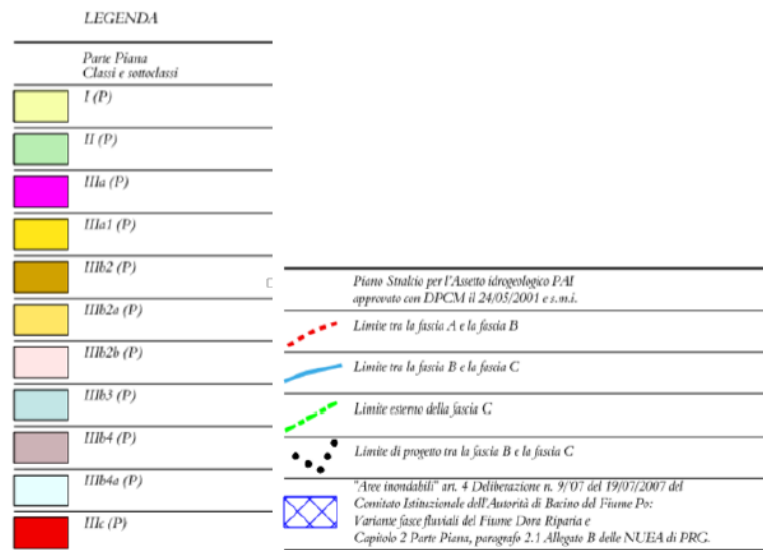 LEGENDA
Parte Piana
Classi e sottoclassi
I (P)
II (P)
IIIa (P)
IIIa1 (P)
IIIb2 (P)
IIIb2a (P)
IIIb2b (P)
IIIb3 (P)
IIIb4 (P)
IIIb4a (P)
IIIc (P)
Piano Stralcio per l'Assetto idrogeologico PAI
approvato con DPCM il 24/05/2001 e s.m.i.
Limite tra la fascia A e la fascia B
Limite tra la fascia B e la fascia C
Limite esterno della fascia C
Limite di progetto tra la fascia B e la fascia C
"Aree inondabili" art. 4 Deliberazione n. 9/'07 del 19/07/2007 del
Comitato Istituzionale dell'Autorità di Bacino del Fiume Po:
Variante fasce fluviali del Fiume Dora Riparia e
Capitolo 2 Parte Piana, paragrafo 2.1 Allegato B delle NUEA di PRG.